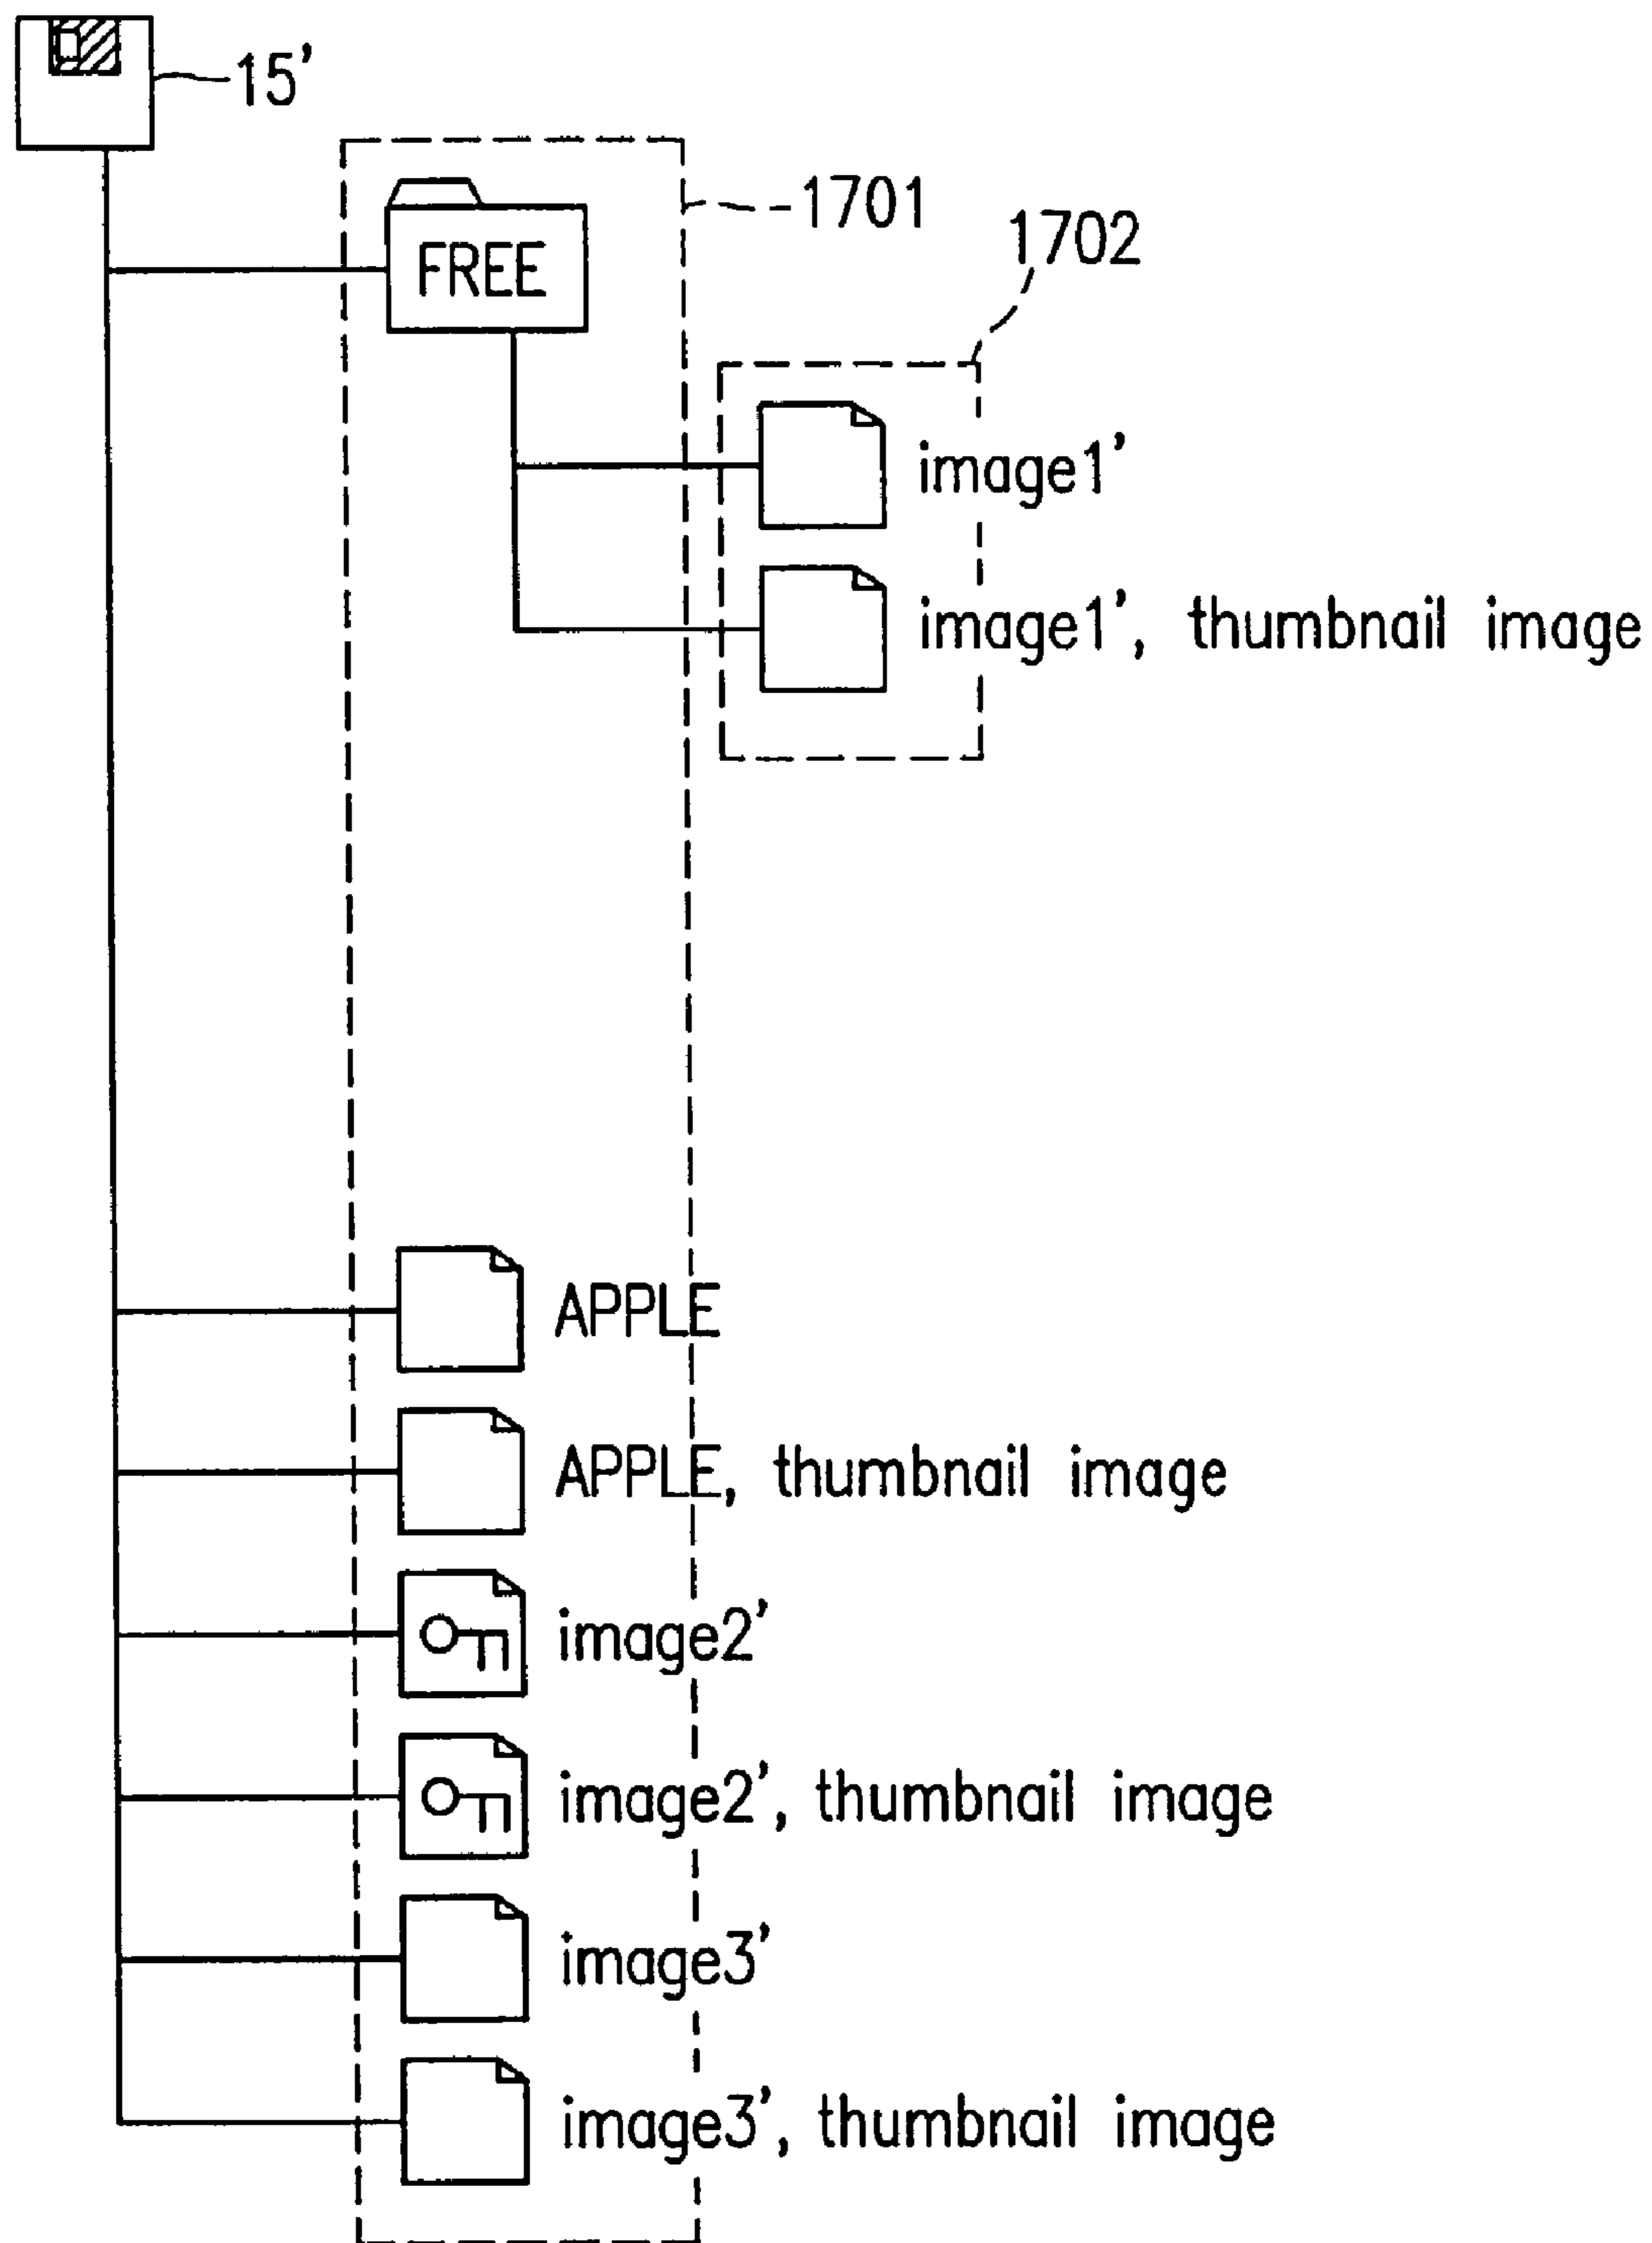 15'
1701
1702
FREE
image1'
image1', thumbnail image
APPLE
APPLE, thumbnail image
image2'
image2', thumbnail image
image3'
image3', thumbnail image